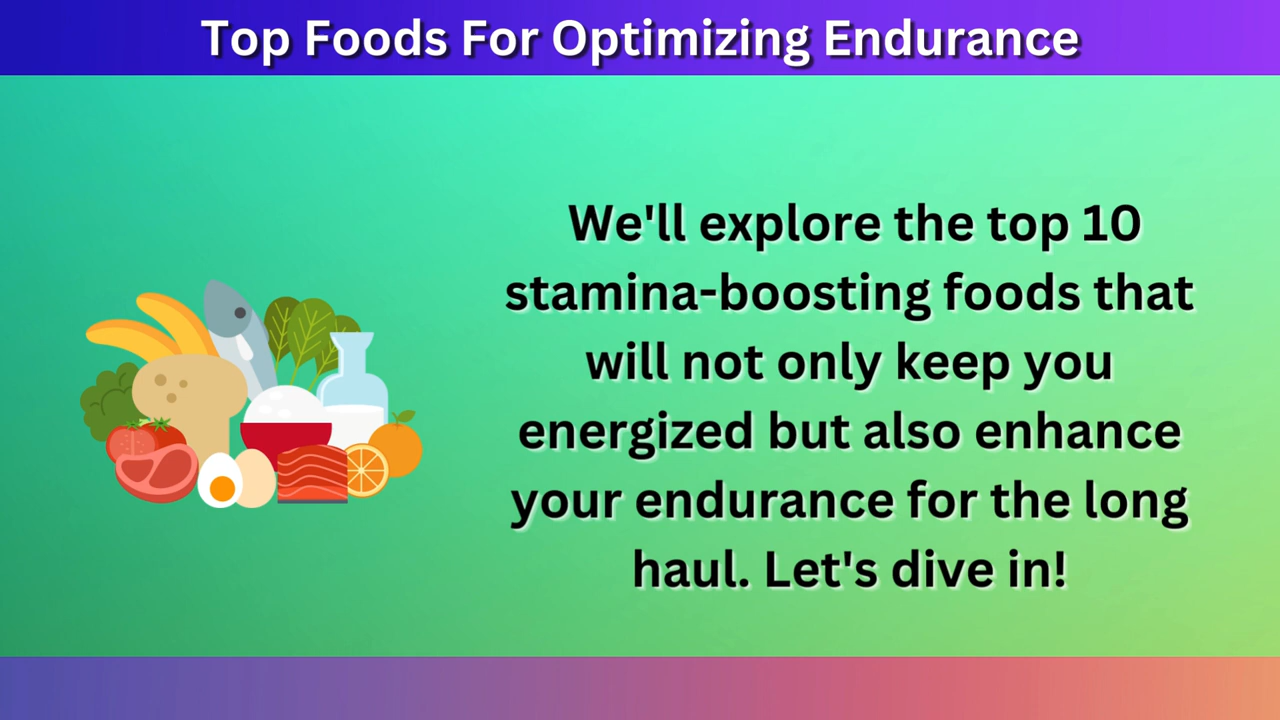 Top Foods For Optimizing Endurance
We'll explore the top 10
stamina-boosting foods that
will not only keep you
energized but also enhance
your endurance for the long
haul. Let's dive in!